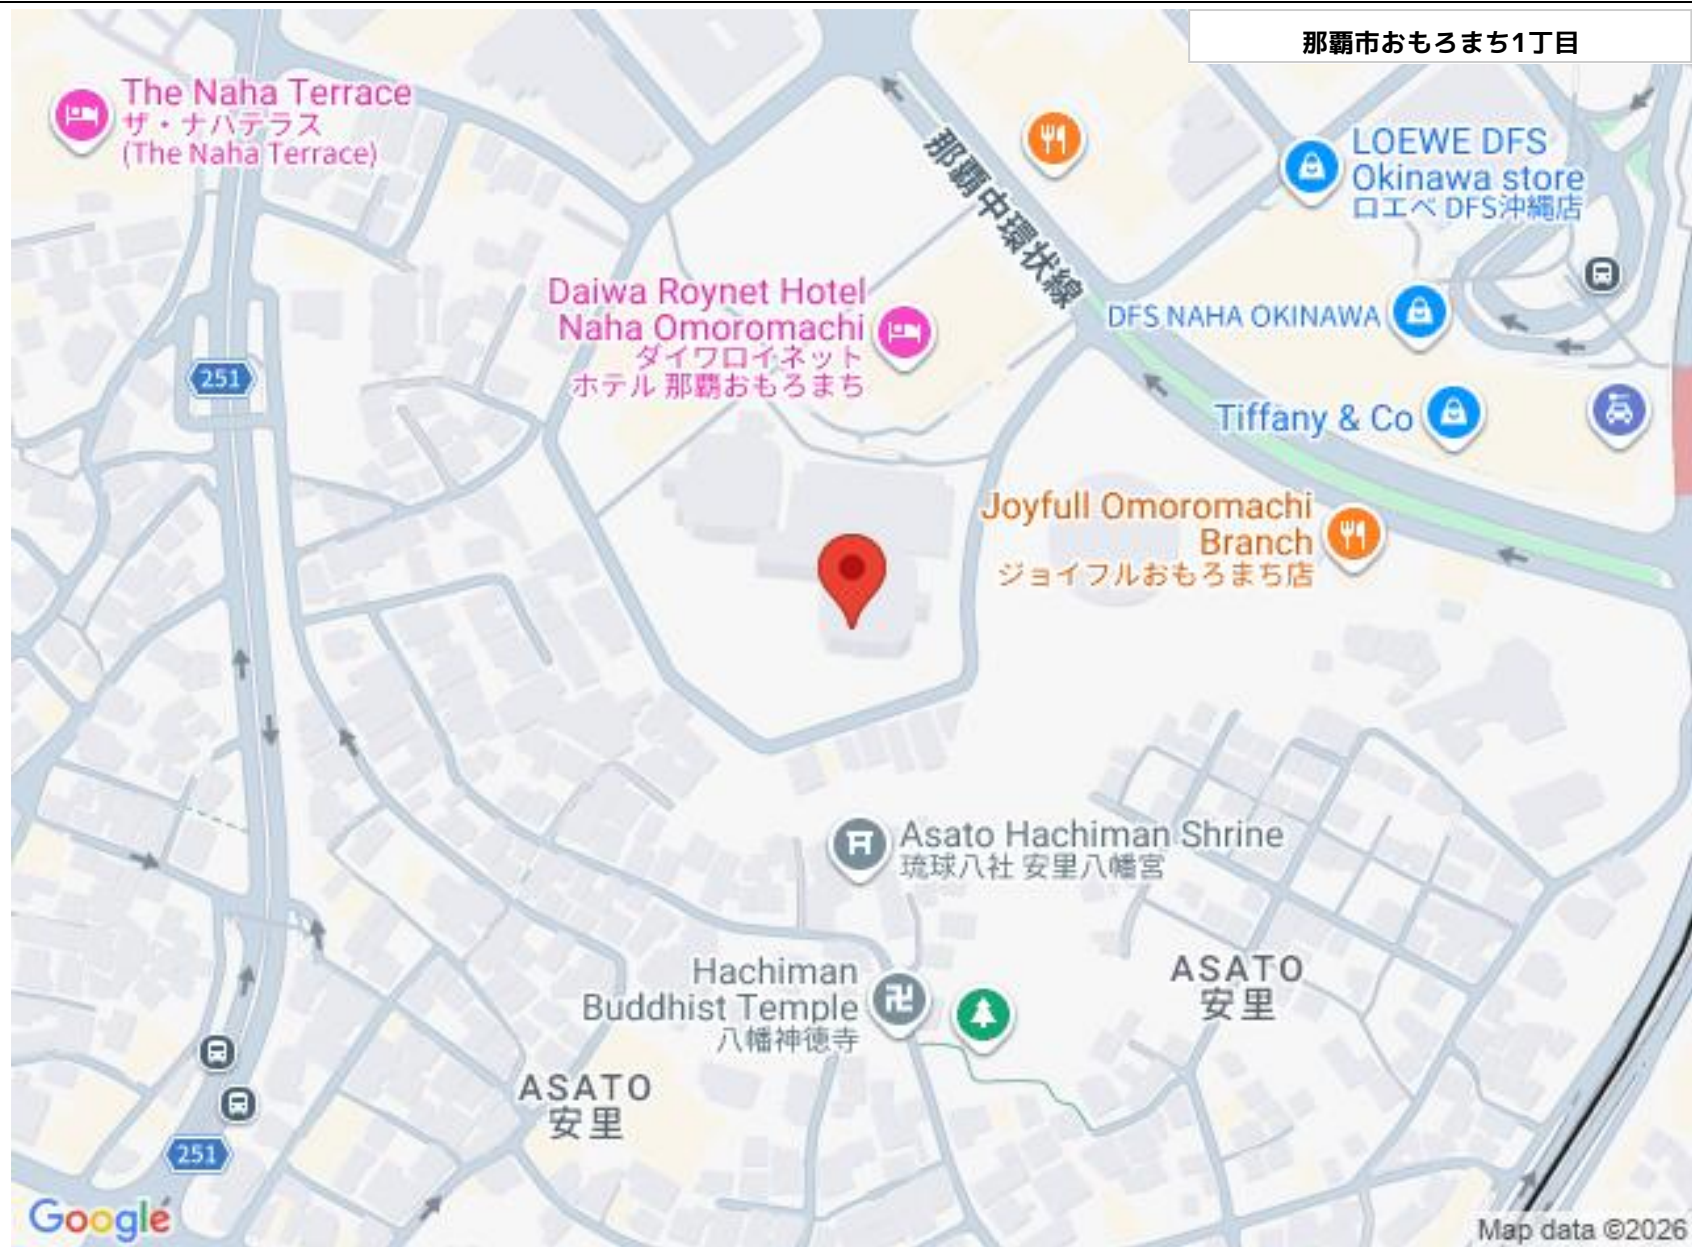 那覇市おもろまち1丁目
The Naha Terrace
ザ・ナハテラス
(The Naha Terrace)
那覇中環状線
LOEWE DFS
Okinawa store
ロエベ DFS沖縄店
Daiwa Roynet Hotel
Naha Omoromachi
ダイワロイネット
ホテル 那覇おもろまち
DFS NAHA OKINAWA
251
Tiffany & Co
Joyfull Omoromachi
Branch
ジョイフルおもろまち店
Asato Hachiman Shrine
琉球八社 安里八幡宮
Hachiman
Buddhist Temple
八幡神徳寺
ASATO
安里
ASATO
安里
251
Google
Map data ©2026